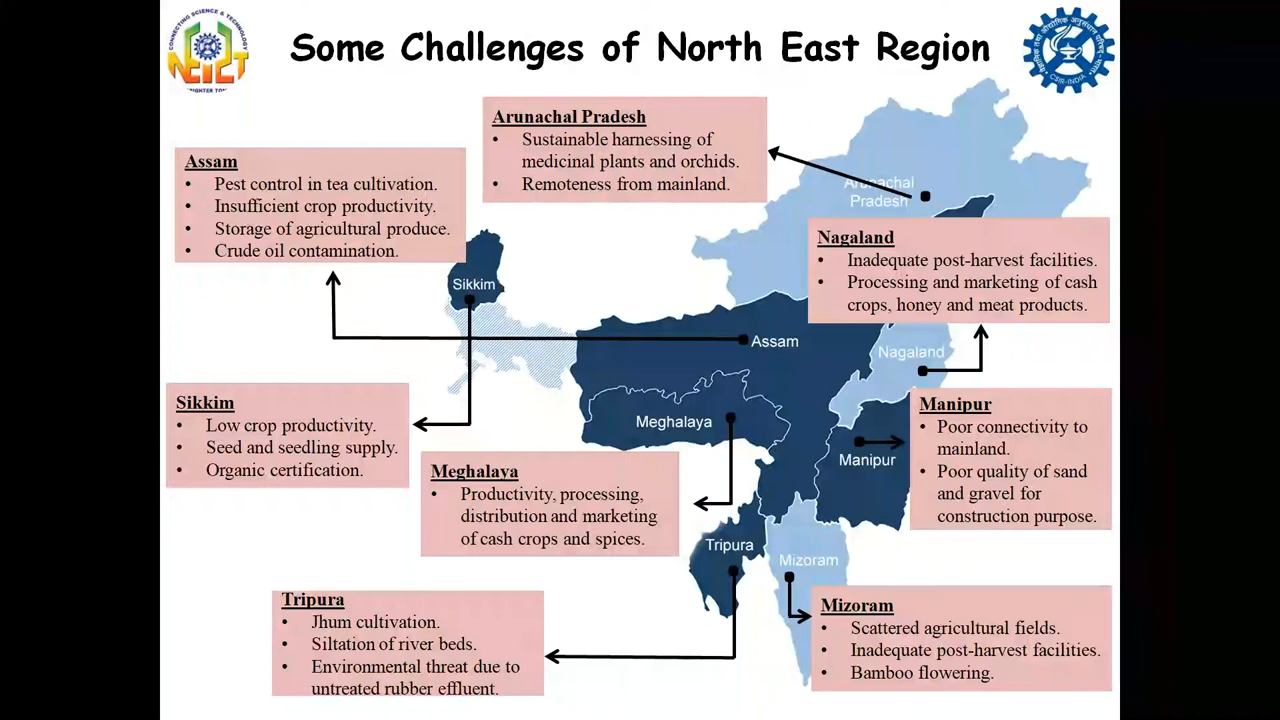 CONNECTING SCIENCE & TECHNOLOGY
NEIST
Some Challenges of North East Region
CSIR-INDIA
Arunachal Pradesh
• Sustainable harnessing of
medicinal plants and orchids.
• Remoteness from mainland.
Assam
• Pest control in tea cultivation.
• Insufficient crop productivity.
• Storage of agricultural produce.
• Crude oil contamination.
Arunachal
Pradesh
Nagaland
• Inadequate post-harvest facilities.
• Processing and marketing of cash
crops, honey and meat products.
Sikkim
Assam
Nagaland
Sikkim
• Low crop productivity.
• Seed and seedling supply.
• Organic certification.
Meghalaya
Manipur
• Poor connectivity to
mainland.
• Poor quality of sand
and gravel for
construction purpose.
Manipur
Meghalaya
• Productivity, processing,
distribution and marketing
of cash crops and spices.
Tripura
Mizoram
Tripura
• Jhum cultivation.
• Siltation of river beds.
• Environmental threat due to
untreated rubber effluent.
Mizoram
• Scattered agricultural fields.
• Inadequate post-harvest facilities.
• Bamboo flowering.